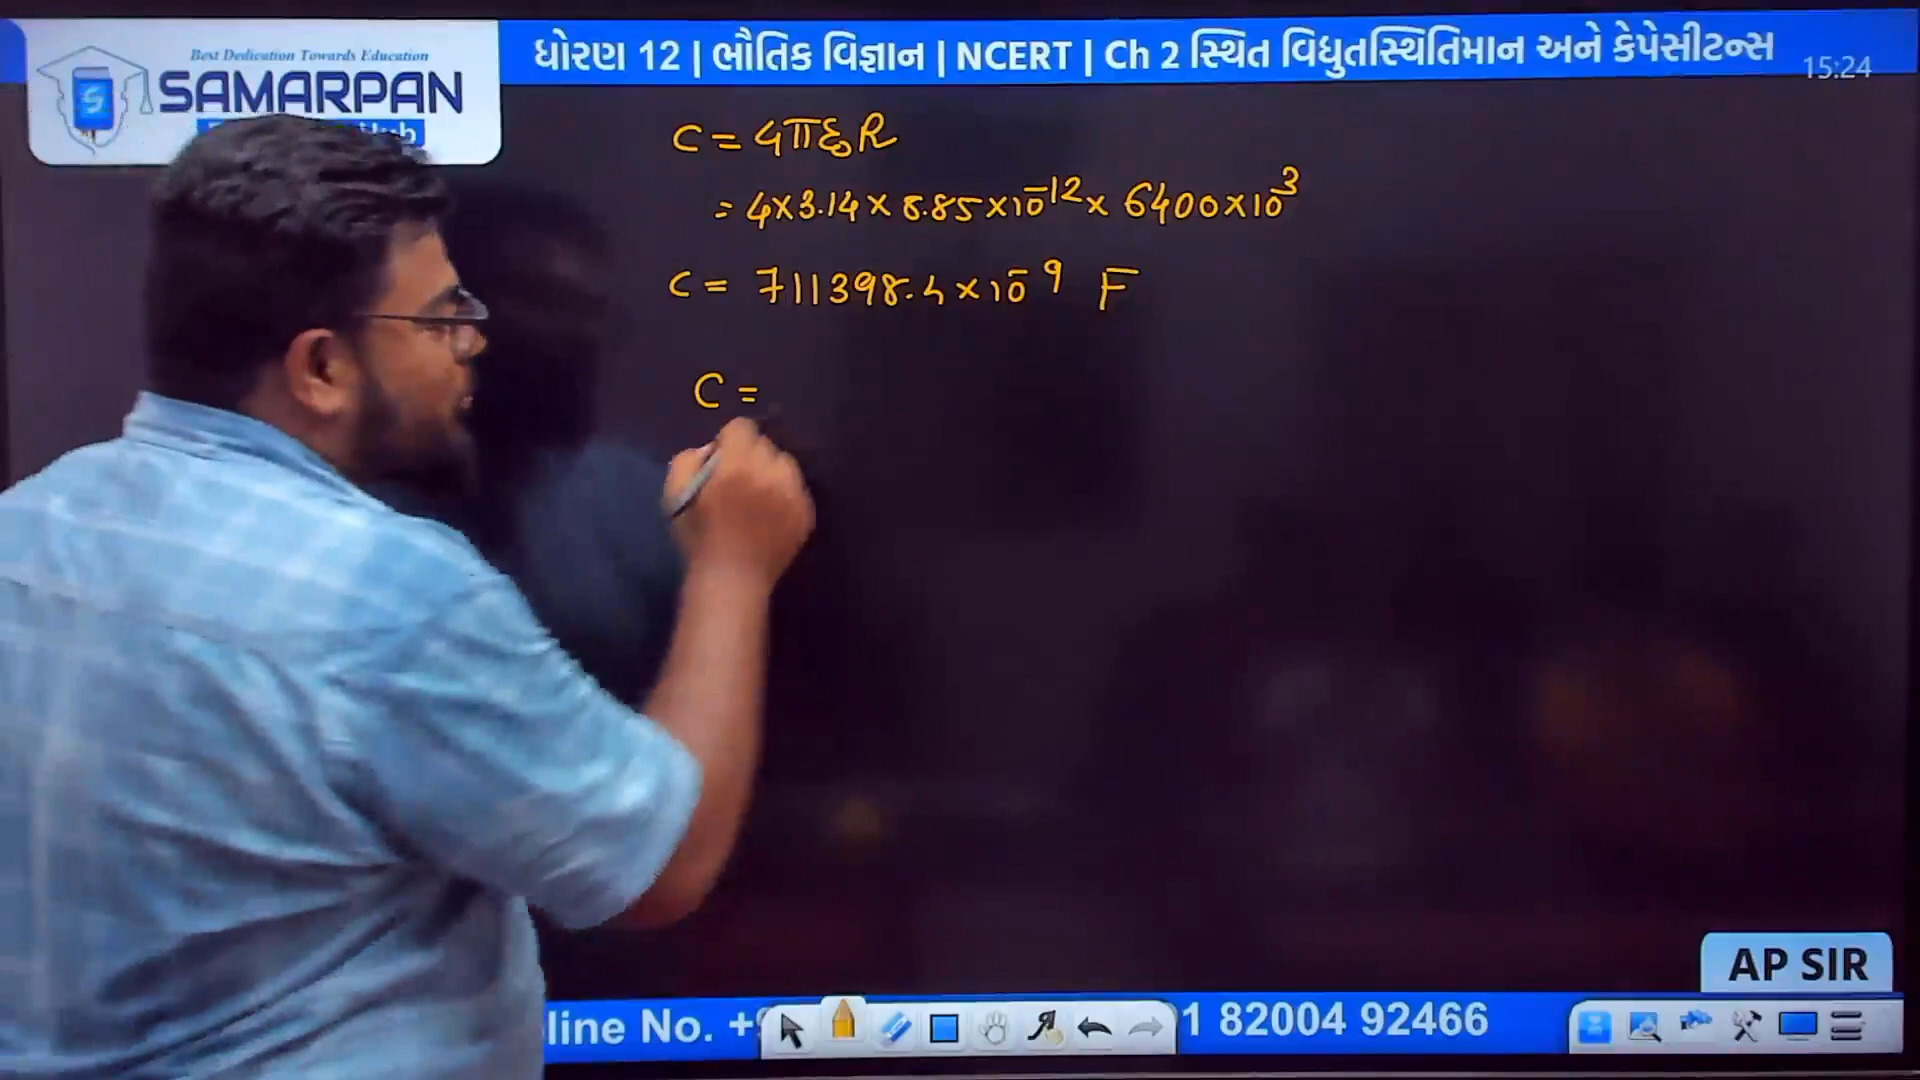 Best Dedication Towards Education
SAMARPAN
ધોરણ 12 | ભૌતિક વિજ્ઞાન | NCERT | Ch 2 સ્થિત વિદ્યુતસ્થિતિમાન અને કેપેસીટન્સ
15:24
C = 4πε₀R
= 4×3.14×8.85×10⁻¹²× 6400×10³
C = 711398.4×10⁻⁹ F
C =
AP SIR
line No. +
1 82004 92466